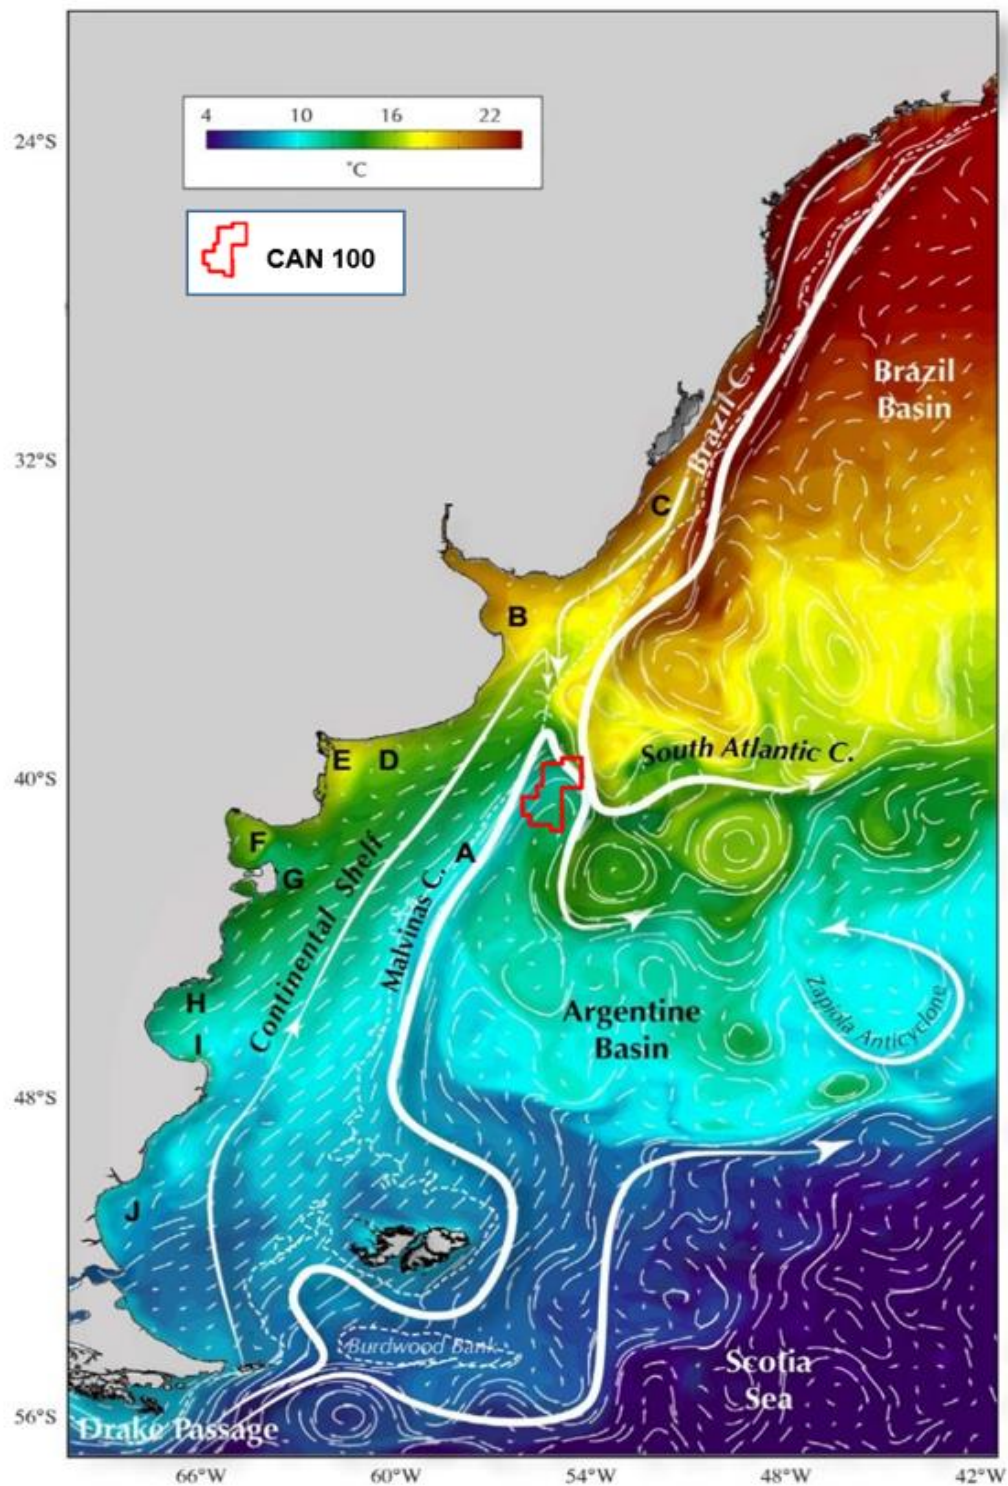 4 10 16 22
°C
CAN 100
24°S
32°S
40°S
48°S
56°S
Brazil
Basin
Brazil C.
C
B
South Atlantic C.
E D
F
G
A
Continental Shelf
Malvinas C.
H
I
Argentine
Basin
Zapiola Anticyclone
J
Burdwood Bank
Scotia
Sea
Drake Passage
66°W 60°W 54°W 48°W 42°W